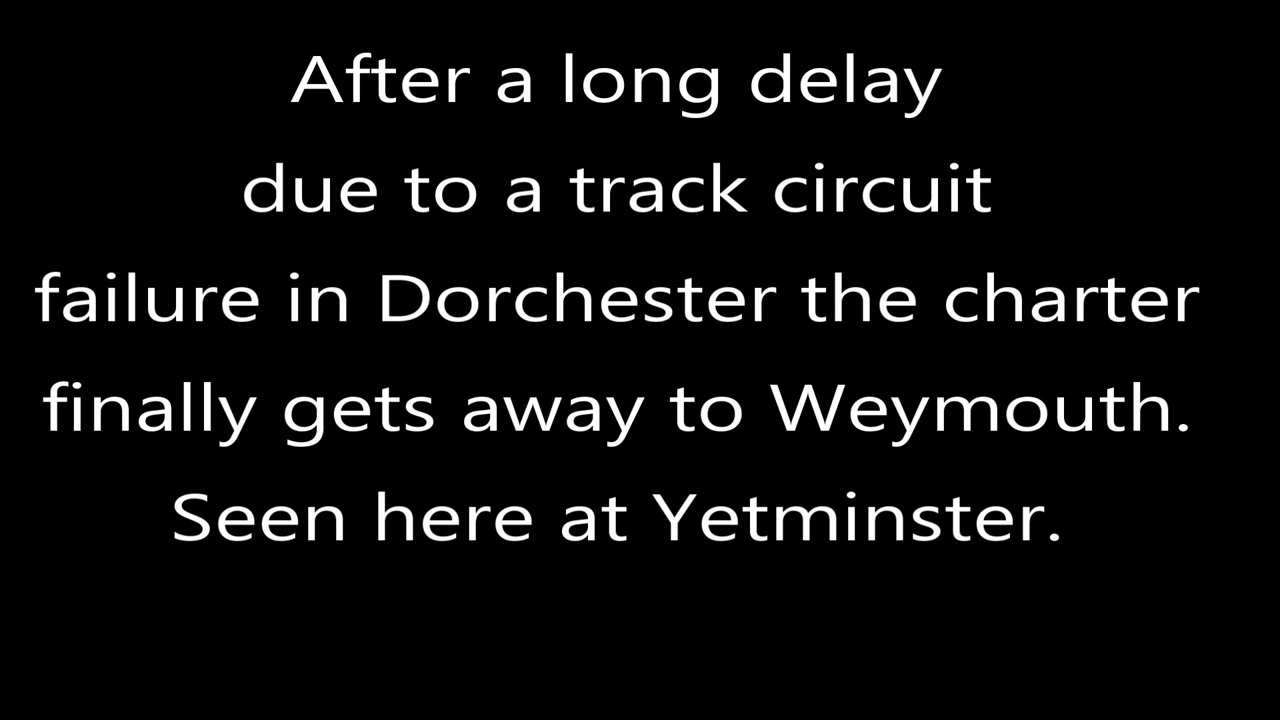 After a long delay
due to a track circuit
failure in Dorchester the charter
finally gets away to Weymouth.
Seen here at Yetminster.